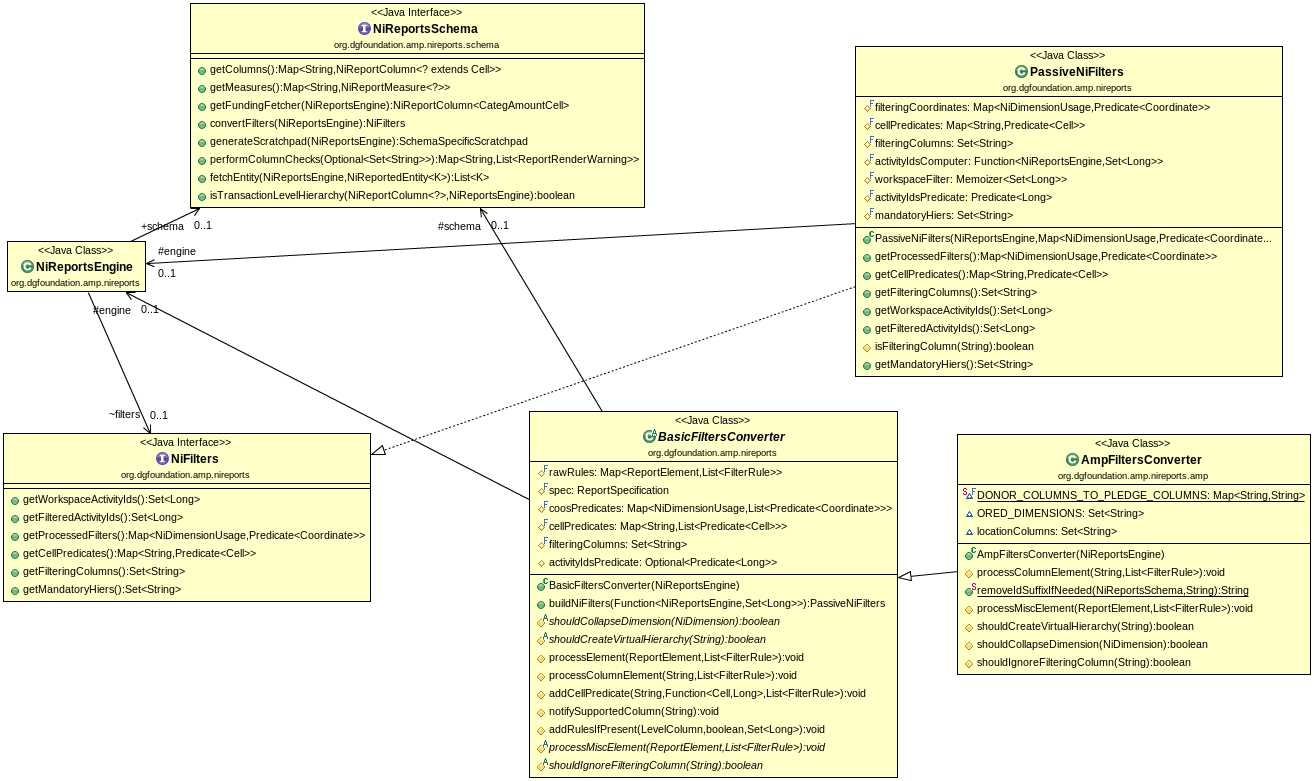 <<Java Interface>>
NiReportsSchema
org.dgfoundation.amp.nireports.schema
getColumns():Map<String,NiReportColumn<? extends Cell>>
getMeasures():Map<String,NiReportMeasure<?>>
getFundingFetcher(NiReportsEngine):NiReportColumn<CategAmountCell>
convertFilters(NiReportsEngine):NiFilters
generateScratchpad(NiReportsEngine):SchemaSpecificScratchpad
performColumnChecks(Optional<Set<String>>):Map<String,List<ReportRenderWarning>>
fetchEntity(NiReportsEngine,NiReportedEntity<K>):List<K>
isTransactionLevelHierarchy(NiReportColumn<?>,NiReportsEngine):boolean
<<Java Class>>
PassiveNiFilters
org.dgfoundation.amp.nireports
filteringCoordinates: Map<NiDimensionUsage,Predicate<Coordinate>>
cellPredicates: Map<String,Predicate<Cell>>
filteringColumns: Set<String>
activityIdsComputer: Function<NiReportsEngine,Set<Long>>
workspaceFilter: Memoizer<Set<Long>>
activityIdsPredicate: Predicate<Long>
mandatoryHiers: Set<String>
PassiveNiFilters(NiReportsEngine,Map<NiDimensionUsage,Predicate<Coordinate...
getProcessedFilters():Map<NiDimensionUsage,Predicate<Coordinate>>
getCellPredicates():Map<String,Predicate<Cell>>
getFilteringColumns():Set<String>
getWorkspaceActivityIds():Set<Long>
getFilteredActivityIds():Set<Long>
isFilteringColumn(String):boolean
getMandatoryHiers():Set<String>
+schema 0..1
#schema 0..1
#engine
0..1
<<Java Class>>
NiReportsEngine
org.dgfoundation.amp.nireports
#engine 0..1
~filters 0..1
<<Java Interface>>
NiFilters
org.dgfoundation.amp.nireports
getWorkspaceActivityIds():Set<Long>
getFilteredActivityIds():Set<Long>
getProcessedFilters():Map<NiDimensionUsage,Predicate<Coordinate>>
getCellPredicates():Map<String,Predicate<Cell>>
getFilteringColumns():Set<String>
getMandatoryHiers():Set<String>
<<Java Class>>
BasicFiltersConverter
org.dgfoundation.amp.nireports
rawRules: Map<ReportElement,List<FilterRule>>
spec: ReportSpecification
coosPredicates: Map<NiDimensionUsage,List<Predicate<Coordinate>>>
cellPredicates: Map<String,List<Predicate<Cell>>>
filteringColumns: Set<String>
activityIdsPredicate: Optional<Predicate<Long>>
BasicFiltersConverter(NiReportsEngine)
buildNiFilters(Function<NiReportsEngine,Set<Long>>):PassiveNiFilters
shouldCollapseDimension(NiDimension):boolean
shouldCreateVirtualHierarchy(String):boolean
processElement(ReportElement,List<FilterRule>):void
processColumnElement(String,List<FilterRule>):void
addCellPredicate(String,Function<Cell,Long>,List<FilterRule>):void
notifySupportedColumn(String):void
addRulesIfPresent(LevelColumn,boolean,Set<Long>):void
processMiscElement(ReportElement,List<FilterRule>):void
shouldIgnoreFilteringColumn(String):boolean
<<Java Class>>
AmpFiltersConverter
org.dgfoundation.amp.nireports.amp
DONOR_COLUMNS_TO_PLEDGE_COLUMNS: Map<String,String>
ORED_DIMENSIONS: Set<String>
locationColumns: Set<String>
AmpFiltersConverter(NiReportsEngine)
processColumnElement(String,List<FilterRule>):void
removeIdSuffixIfNeeded(NiReportsSchema,String):String
processMiscElement(ReportElement,List<FilterRule>):void
shouldCreateVirtualHierarchy(String):boolean
shouldCollapseDimension(NiDimension):boolean
shouldIgnoreFilteringColumn(String):boolean